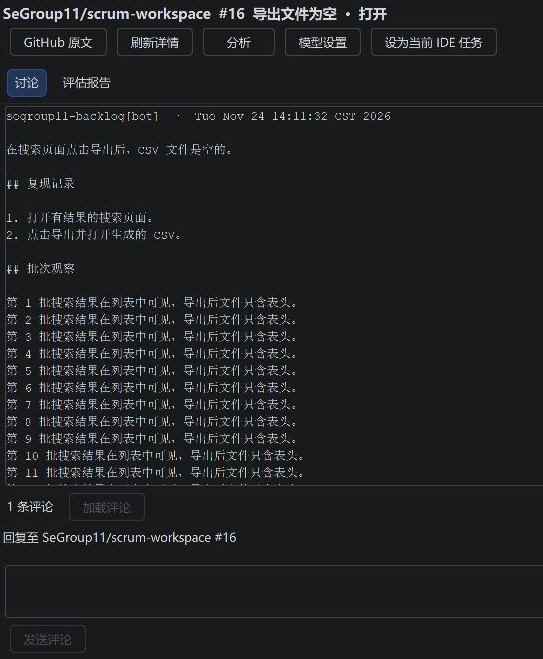 SeGroup11/scrum-workspace #16 导出文件为空 · 打开
GitHub 原文 刷新详情 分析 模型设置 设为当前 IDE 任务
讨论 评估报告
segroup11-backlog[bot] · Tue Nov 24 14:11:32 CST 2026
在搜索页面点击导出后，CSV 文件是空的。
## 复现记录
1. 打开有结果的搜索页面。
2. 点击导出并打开生成的 CSV。
## 批次观察
第 1 批搜索结果在列表中可见，导出后文件只含表头。
第 2 批搜索结果在列表中可见，导出后文件只含表头。
第 3 批搜索结果在列表中可见，导出后文件只含表头。
第 4 批搜索结果在列表中可见，导出后文件只含表头。
第 5 批搜索结果在列表中可见，导出后文件只含表头。
第 6 批搜索结果在列表中可见，导出后文件只含表头。
第 7 批搜索结果在列表中可见，导出后文件只含表头。
第 8 批搜索结果在列表中可见，导出后文件只含表头。
第 9 批搜索结果在列表中可见，导出后文件只含表头。
第 10 批搜索结果在列表中可见，导出后文件只含表头。
第 11 批搜索结果在列表中可见，导出后文件只含表头。
1 条评论 加载评论
回复至 SeGroup11/scrum-workspace #16
发送评论